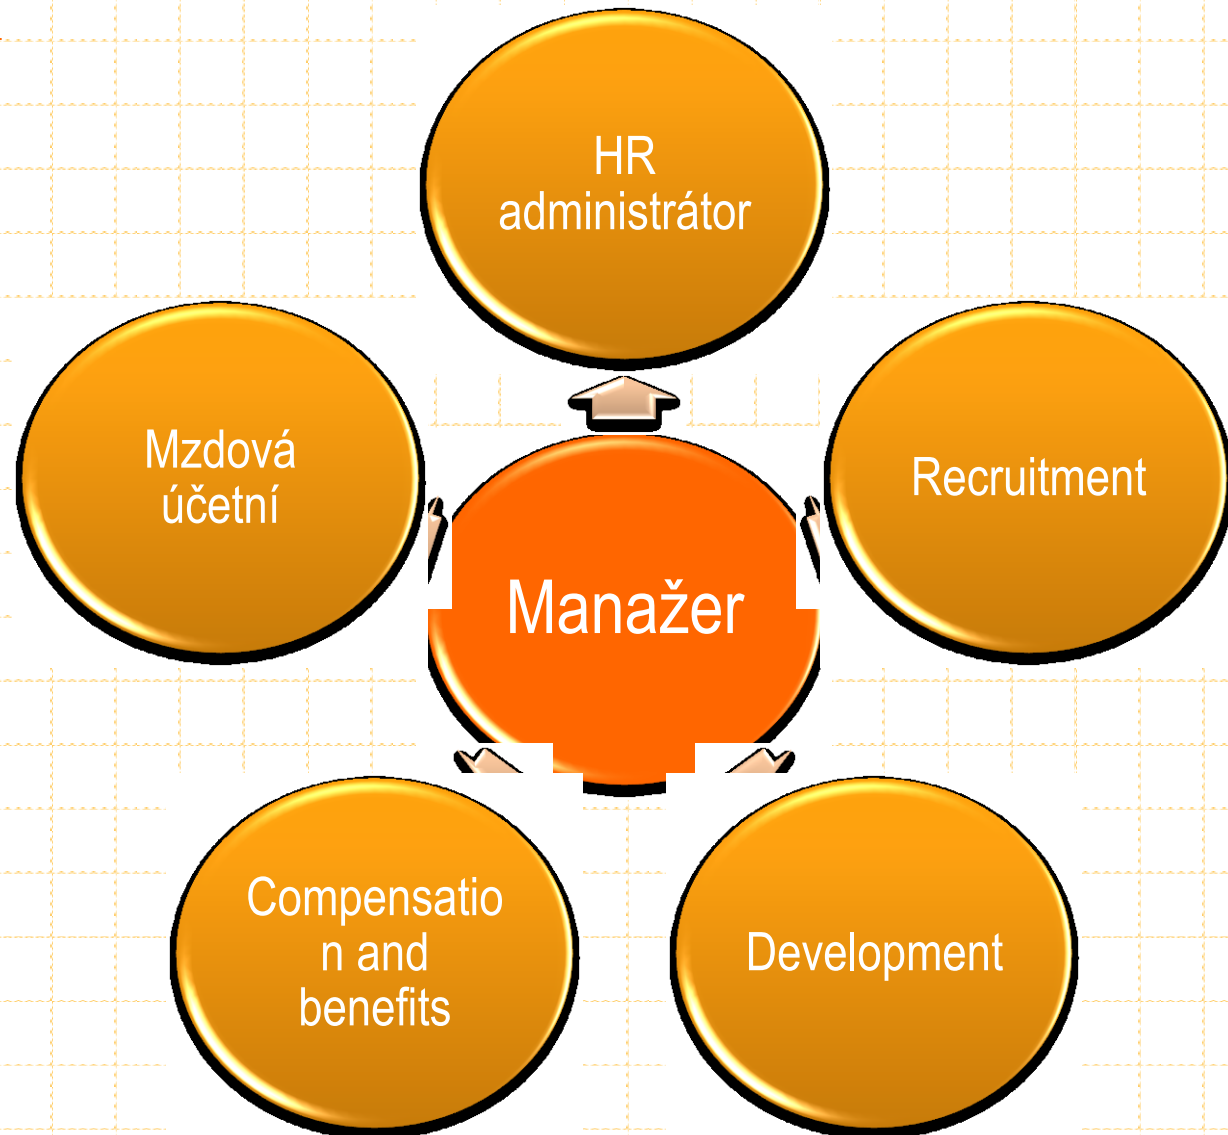 HR
administrátor
Mzdová
účetní
Recruitment
Manažer
Compensatio
n and
benefits
Development